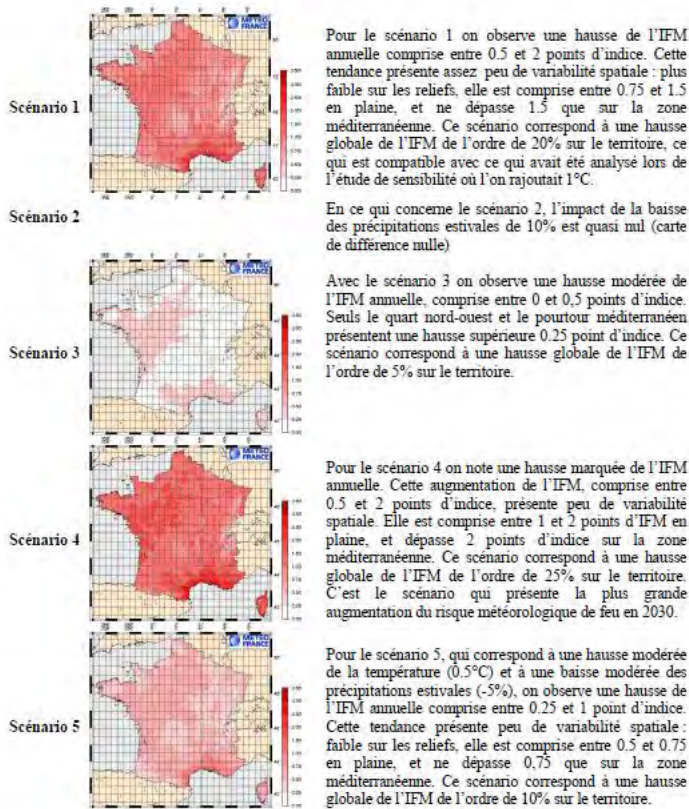 Scénario 1
METEO
FRANCE
Pour le scénario 1 on observe une hausse de l'IFM
annuelle comprise entre 0.5 et 2 points d'indice. Cette
tendance présente assez peu de variabilité spatiale : plus
faible sur les reliefs, elle est comprise entre 0.75 et 1.5
en plaine, et ne dépasse 1.5 que sur la zone
méditerranéenne. Ce scénario correspond à une hausse
globale de l'IFM de l'ordre de 20% sur le territoire, ce
qui est compatible avec ce qui avait été analysé lors de
l'étude de sensibilité où l'on rajoutait 1°C.
Scénario 2
En ce qui concerne le scénario 2, l'impact de la baisse
des précipitations estivales de 10% est quasi nul (carte
de différence nulle)
Scénario 3
METEO
FRANCE
Avec le scénario 3 on observe une hausse modérée de
l'IFM annuelle, comprise entre 0 et 0,5 points d'indice.
Seuls le quart nord-ouest et le pourtour méditerranéen
présentent une hausse supérieure 0.25 point d'indice. Ce
scénario correspond à une hausse globale de l'IFM de
l'ordre de 5% sur le territoire.
Scénario 4
METEO
FRANCE
Pour le scénario 4 on note une hausse marquée de l'IFM
annuelle. Cette augmentation de l'IFM, comprise entre
0.5 et 2 points d'indice, présente peu de variabilité
spatiale. Elle est comprise entre 1 et 2 points d'IFM en
plaine, et dépasse 2 points d'indice sur la zone
méditerranéenne. Ce scénario correspond à une hausse
globale de l'IFM de l'ordre de 25% sur le territoire.
C'est le scénario qui présente la plus grande
augmentation du risque météorologique de feu en 2030.
Scénario 5
METEO
FRANCE
Pour le scénario 5, qui correspond à une hausse modérée
de la température (0.5°C) et à une baisse modérée des
précipitations estivales (-5%), on observe une hausse de
l'IFM annuelle comprise entre 0.25 et 1 point d'indice.
Cette tendance présente peu de variabilité spatiale :
faible sur les reliefs, elle est comprise entre 0.5 et 0.75
en plaine, et ne dépasse 0,75 que sur la zone
méditerranéenne. Ce scénario correspond à une hausse
globale de l'IFM de l'ordre de 10% sur le territoire.